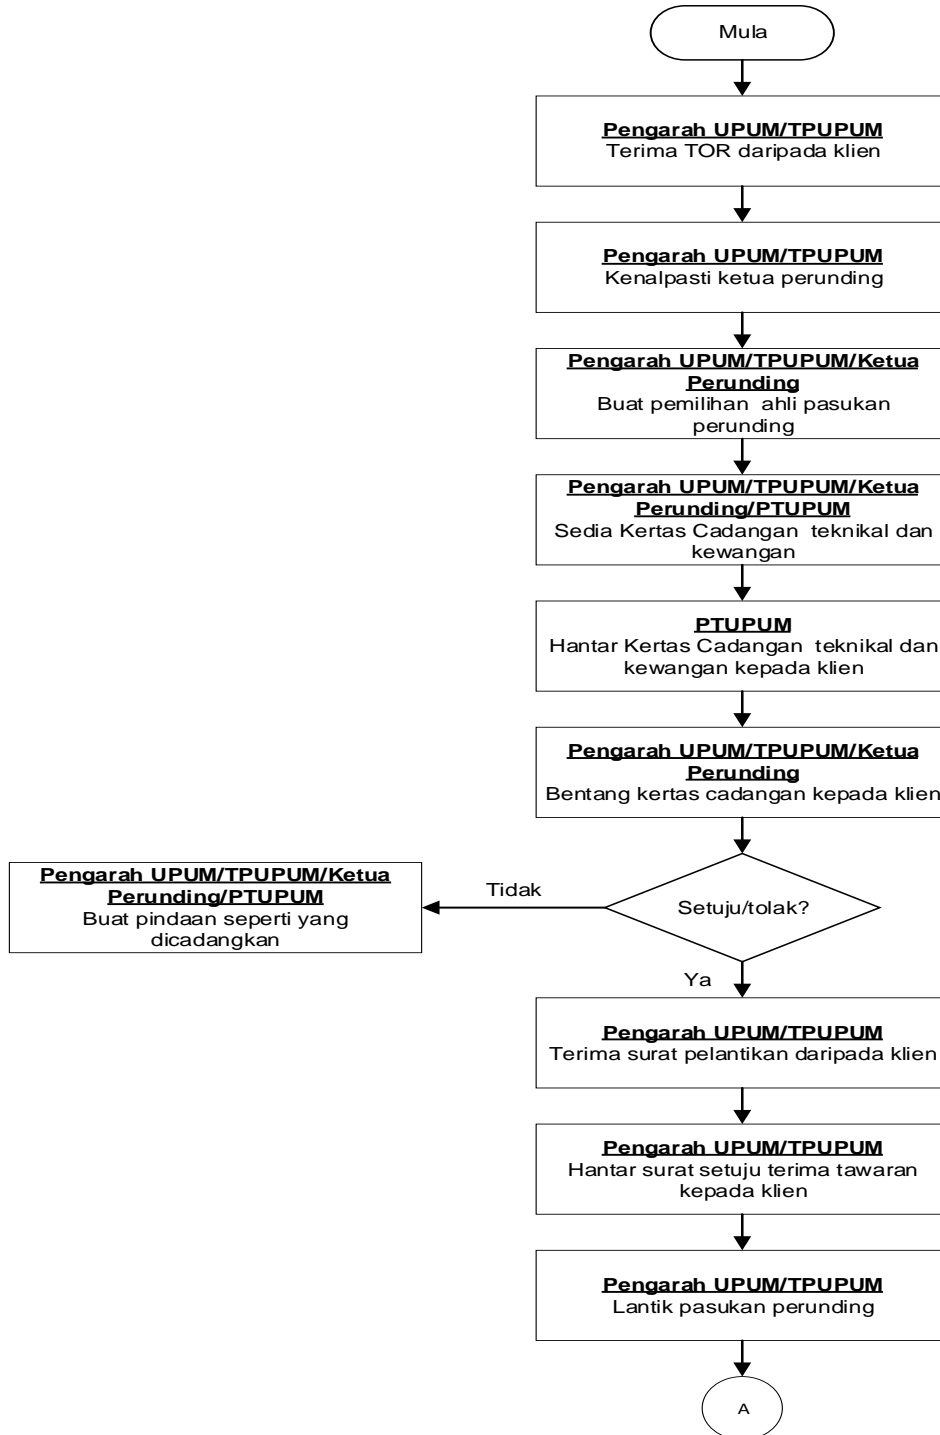 Mula
Pengarah UPUM/TPUPUM
Terima TOR daripada klien
Pengarah UPUM/TPUPUM
Kenalpasti ketua perunding
Pengarah UPUM/TPUPUM/Ketua
Perunding
Buat pemilihan ahli pasukan
perunding
Pengarah UPUM/TPUPUM/Ketua
Perunding/PTUPUM
Sedia Kertas Cadangan teknikal dan
kewangan
PTUPUM
Hantar Kertas Cadangan teknikal dan
kewangan kepada klien
Pengarah UPUM/TPUPUM/Ketua
Perunding
Bentang kertas cadangan kepada klien
Setuju/tolak?
Tidak
Pengarah UPUM/TPUPUM/Ketua
Perunding/PTUPUM
Buat pindaan seperti yang
dicadangkan
Ya
Pengarah UPUM/TPUPUM
Terima surat pelantikan daripada klien
Pengarah UPUM/TPUPUM
Hantar surat setuju terima tawaran
kepada klien
Pengarah UPUM/TPUPUM
Lantik pasukan perunding
A